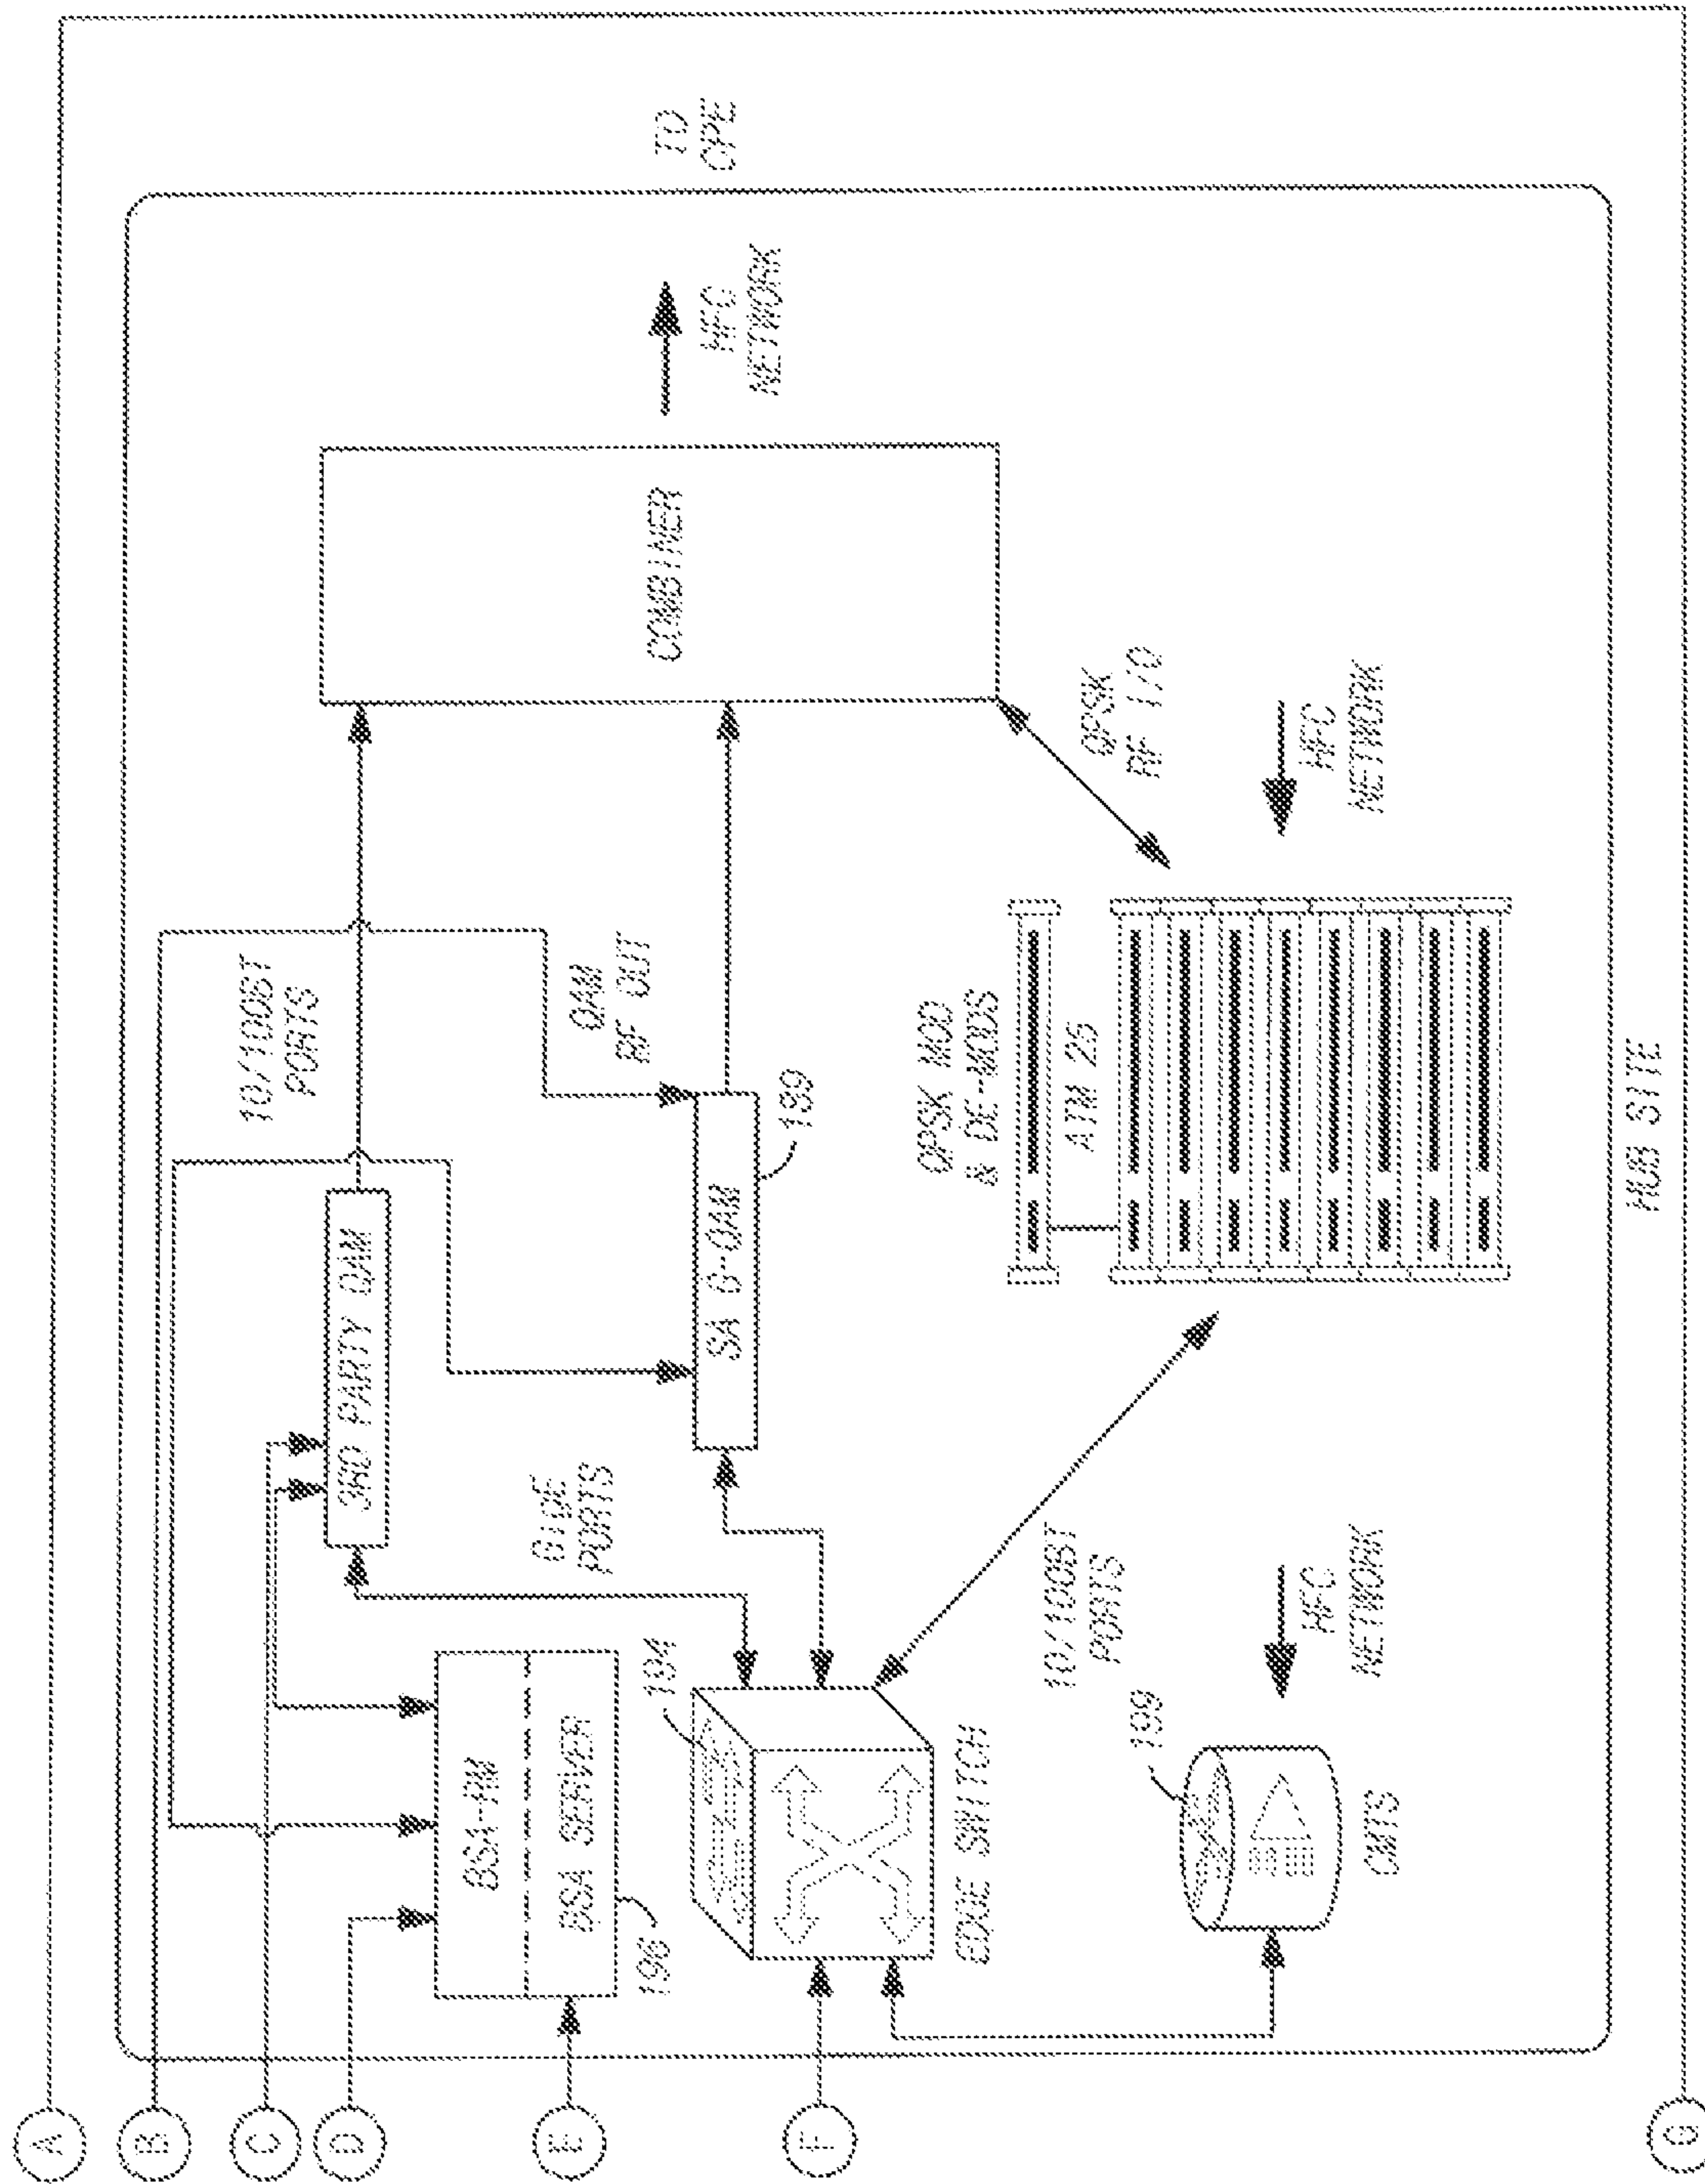 A
B
C
D
E
F
G
TO
CPE
HFC
NETWORK
COMBINER
10/100BT
PORTS
QAM
RF OUT
3RD PARTY QAM
SA G-QAM
189
GigE
PORTS
BSA-RM
BSA SERVER
196
194
EDGE SWITCH
QPSK
RF I/O
QPSK MOD
& DE-MODS
ATM 25
HFC
NETWORK
10/100BT
PORTS
HFC
NETWORK
199
CMTS
HUB SITE